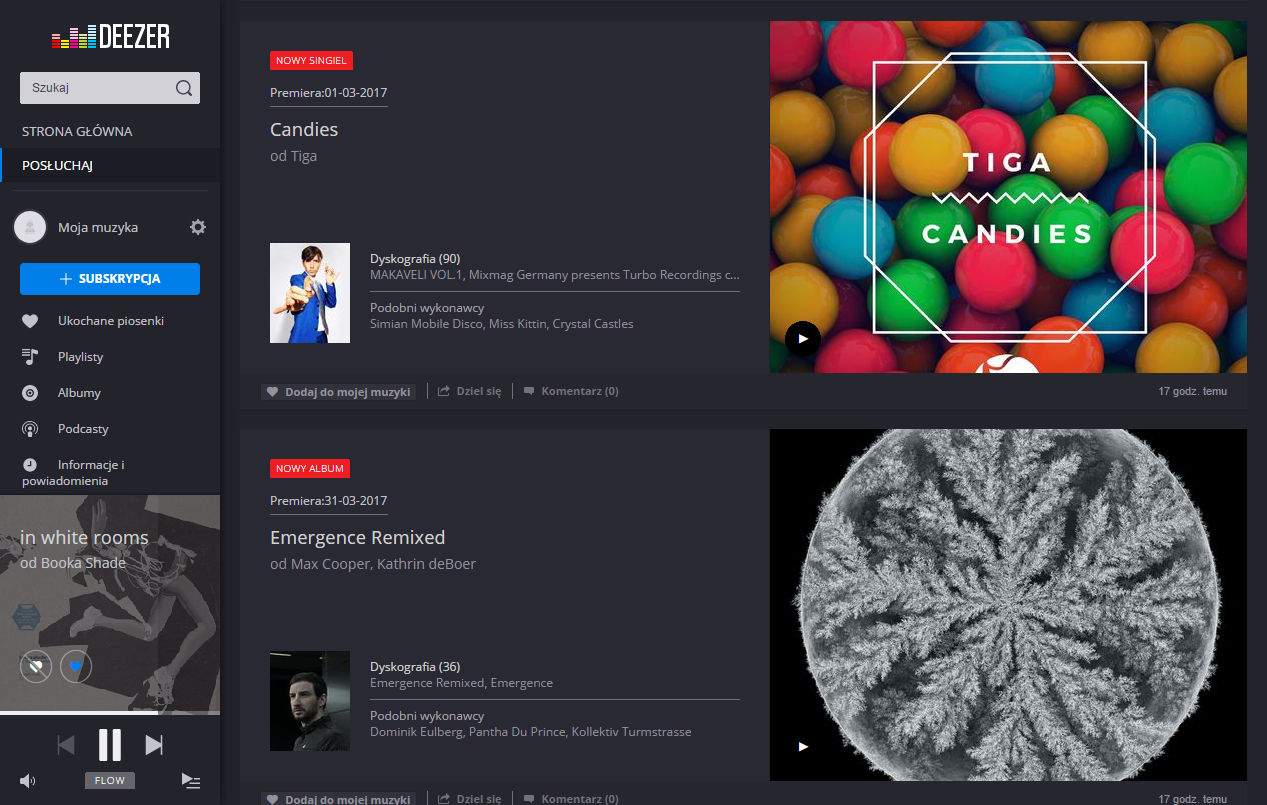 DEEZER
Szukaj
STRONA GŁÓWNA
POSŁUCHAJ
Moja muzyka
+ SUBSKRYPCJA
Ukochane piosenki
Playlisty
Albumy
Podcasty
Informacje i
powiadomienia
in white rooms
od Booka Shade
FLOW
NOWY SINGIEL
Premiera:01-03-2017
Candies
od Tiga
Dyskografia (90)
MAKAVELI VOL.1, Mixmag Germany presents Turbo Recordings c...
Podobni wykonawcy
Simian Mobile Disco, Miss Kittin, Crystal Castles
TIGA
CANDIES
Dodaj do mojej muzyki
Dziel się
Komentarz (0)
17 godz. temu
NOWY ALBUM
Premiera:31-03-2017
Emergence Remixed
od Max Cooper, Kathrin deBoer
Dyskografia (36)
Emergence Remixed, Emergence
Podobni wykonawcy
Dominik Eulberg, Pantha Du Prince, Kollektiv Turmstrasse
Dodaj do mojej muzyki
Dziel się
Komentarz (0)
17 godz. temu